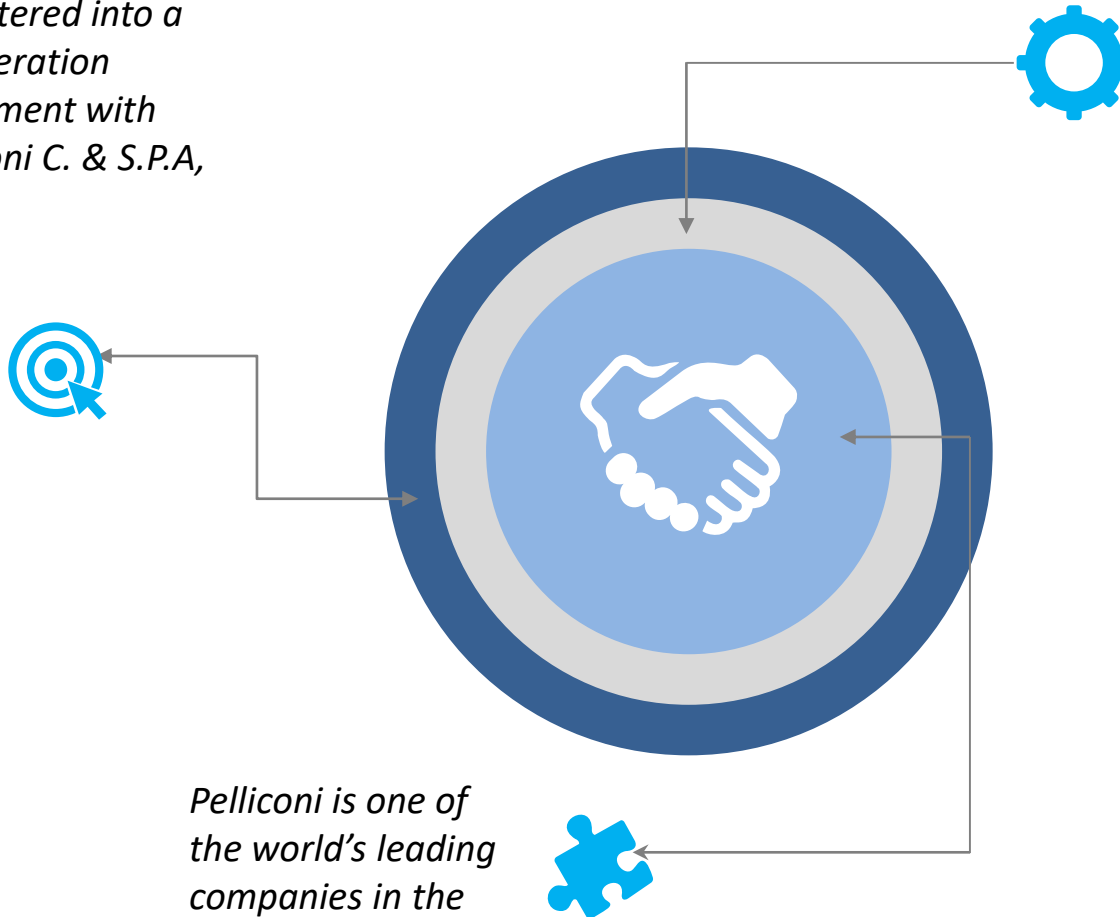 tered into a
eration
ment with
ni C. & S.P.A,
Pelliconi is one of
the world’s leading
companies in the